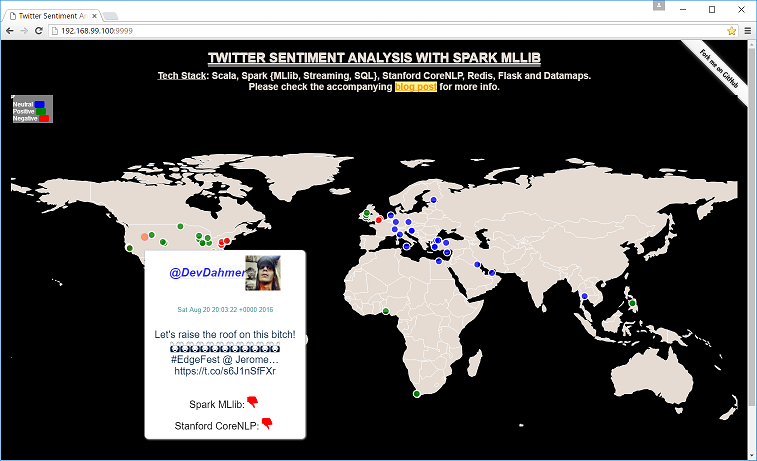 Twitter Sentiment An
192.168.99.100:9999
TWITTER SENTIMENT ANALYSIS WITH SPARK MLLIB
Tech Stack: Scala, Spark {MLlib, Streaming, SQL}, Stanford CoreNLP, Redis, Flask and Datamaps.
Please check the accompanying blog post for more info.
Fork me on GitHub
Neutral
Positive
Negative
@DevDahmer
Sat Aug 20 20:03:22 +0000 2016
Let's raise the roof on this bitch!
#EdgeFest @ Jerome…
https://t.co/s6J1nSfFXr
Spark MLlib:
Stanford CoreNLP: